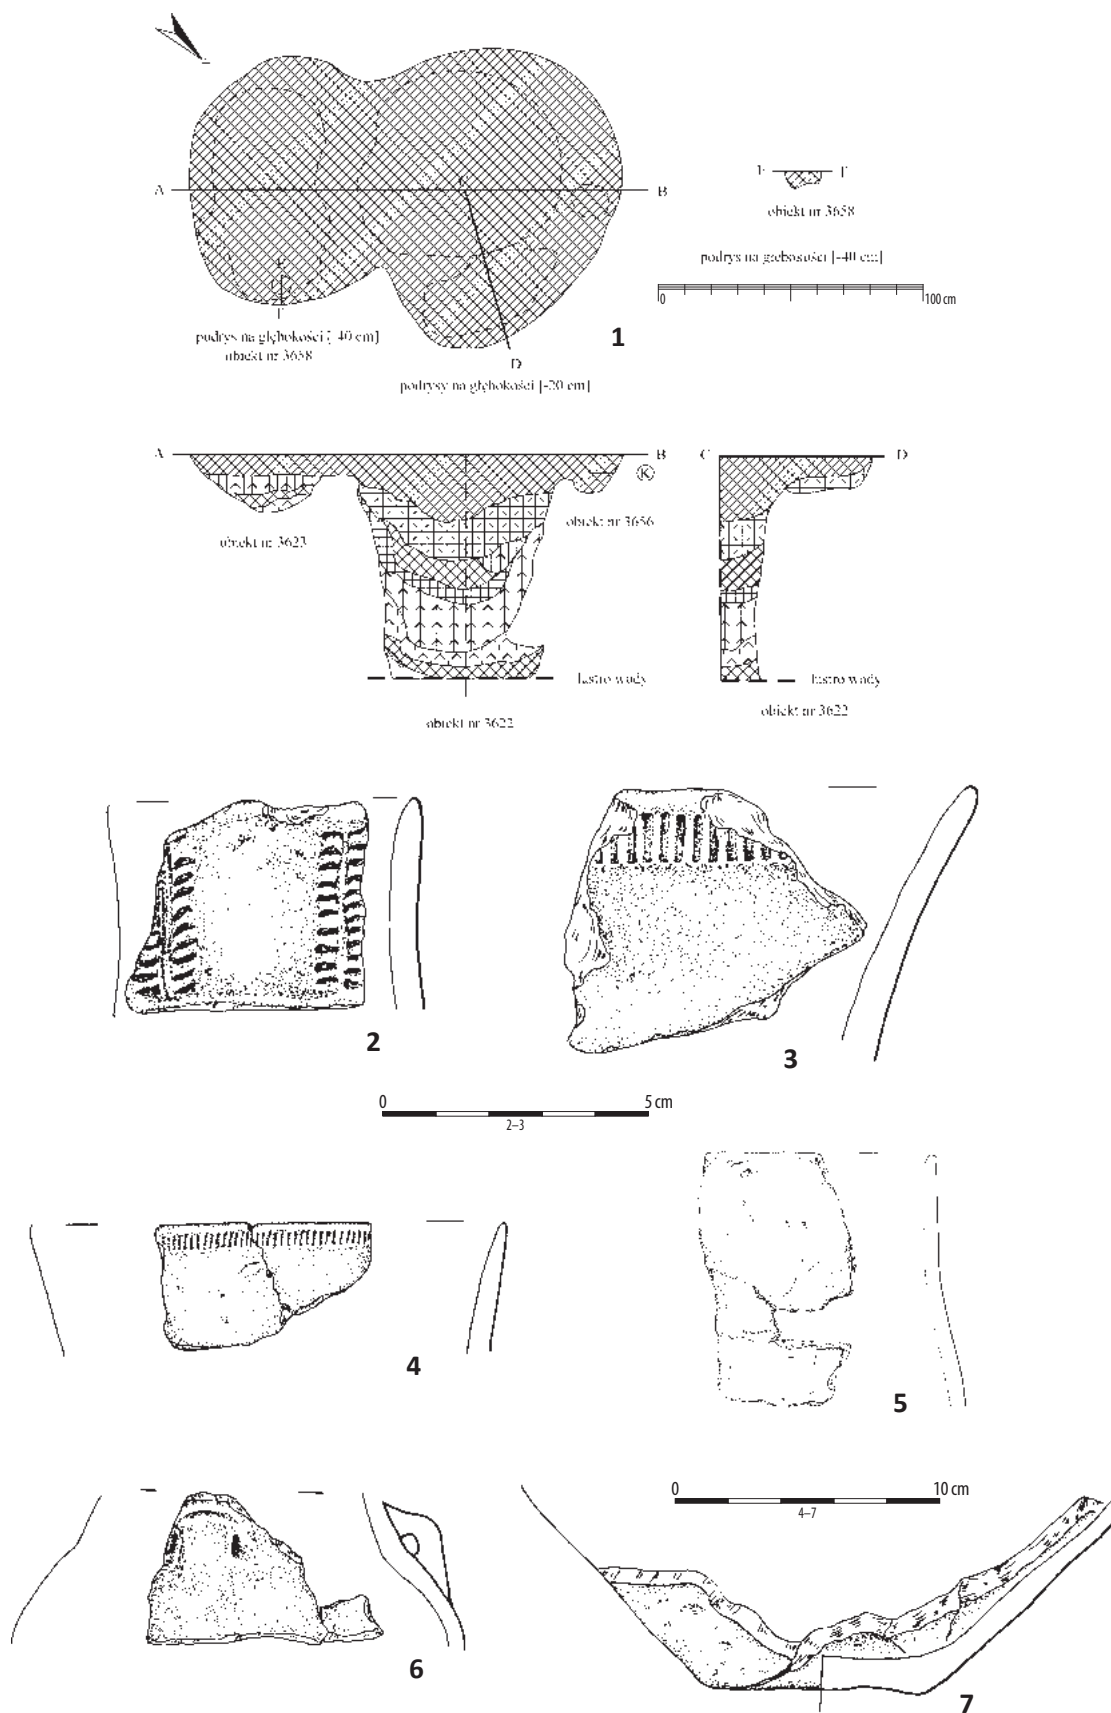 A
B
obiekt nr 3658
podrys na głębokości [-40 cm]
0
100 cm
podrys na głębokości [-40 cm]
obiekt nr 3658
1
D
podrysy na głębokości [-20 cm]
A
B
C
D
K
obiekt nr 3623
obiekt nr 3656
lustro wody
lustro wody
obiekt nr 3622
obiekt nr 3622
2
3
0
5 cm
2–3
4
5
0
10 cm
4–7
6
7